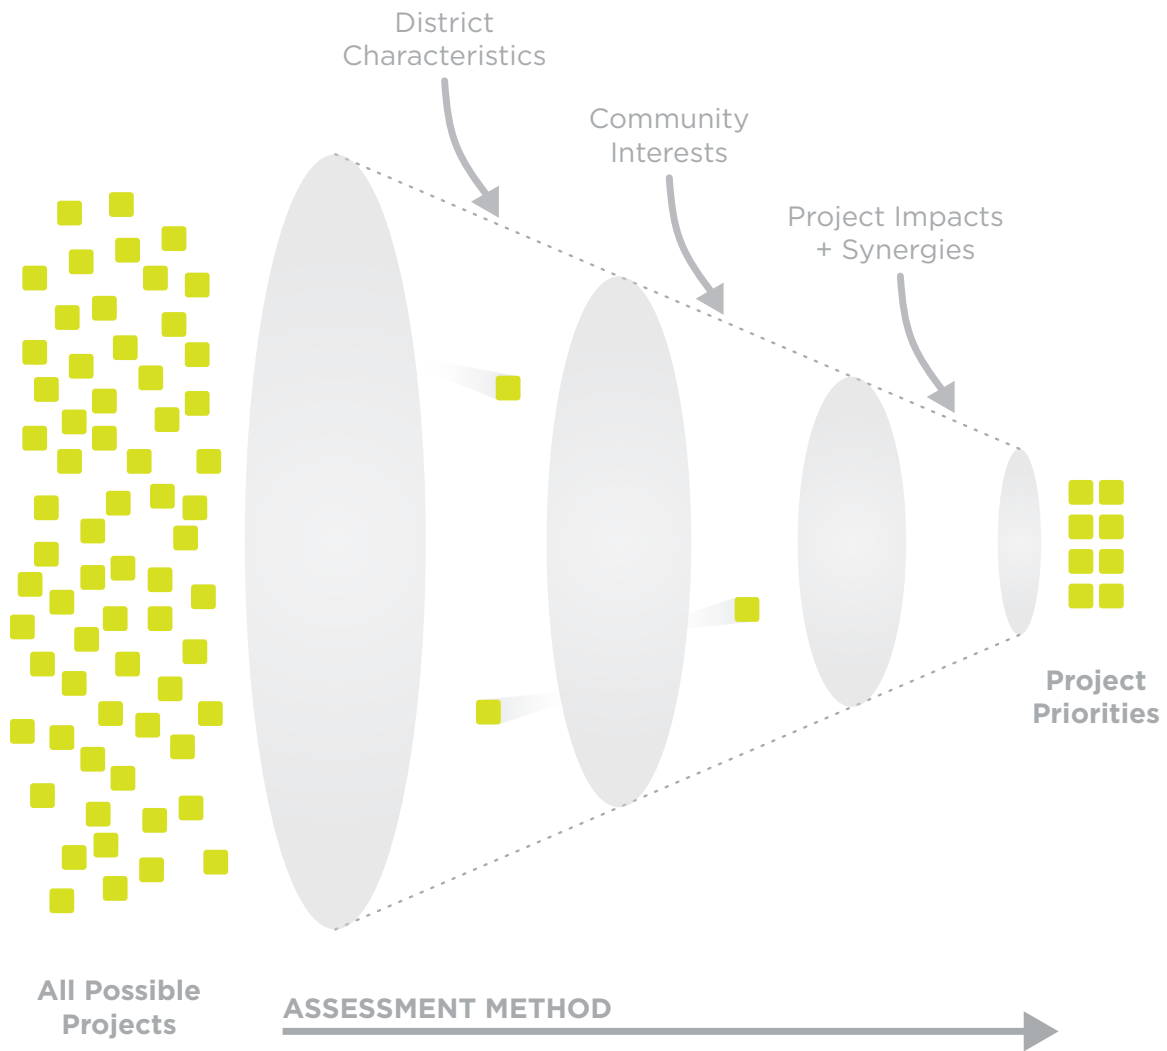 District
Characteristics
Community
Interests
Project Impacts
+ Synergies
Project
Priorities
All Possible
Projects
ASSESSMENT METHOD